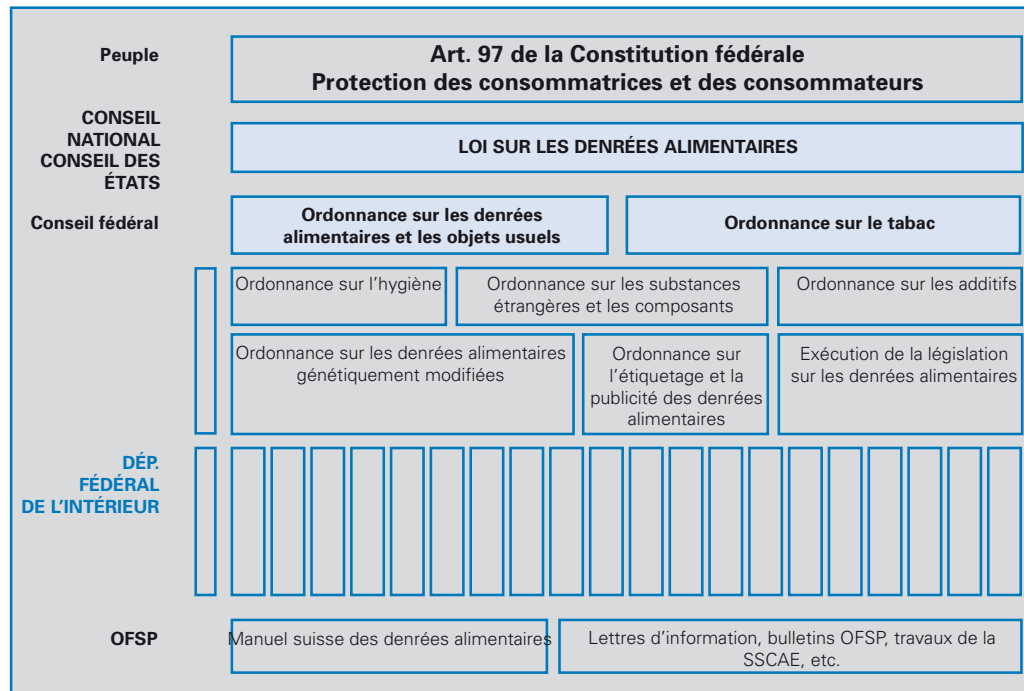 Peuple
Art. 97 de la Constitution fédérale
Protection des consommatrices et des consommateurs
CONSEIL
NATIONAL
CONSEIL DES
ÉTATS
LOI SUR LES DENRÉES ALIMENTAIRES
Conseil fédéral
Ordonnance sur les denrées
alimentaires et les objets usuels
Ordonnance sur le tabac
Ordonnance sur l'hygiène
Ordonnance sur les substances
étrangères et les composants
Ordonnance sur les additifs
Ordonnance sur les denrées alimentaires
génétiquement modifiées
Ordonnance sur
l'étiquetage et la
publicité des denrées
alimentaires
Exécution de la législation
sur les denrées alimentaires
DÉP.
FÉDÉRAL
DE L'INTÉRIEUR
OFSP
Manuel suisse des denrées alimentaires
Lettres d'information, bulletins OFSP, travaux de la
SSCAE, etc.